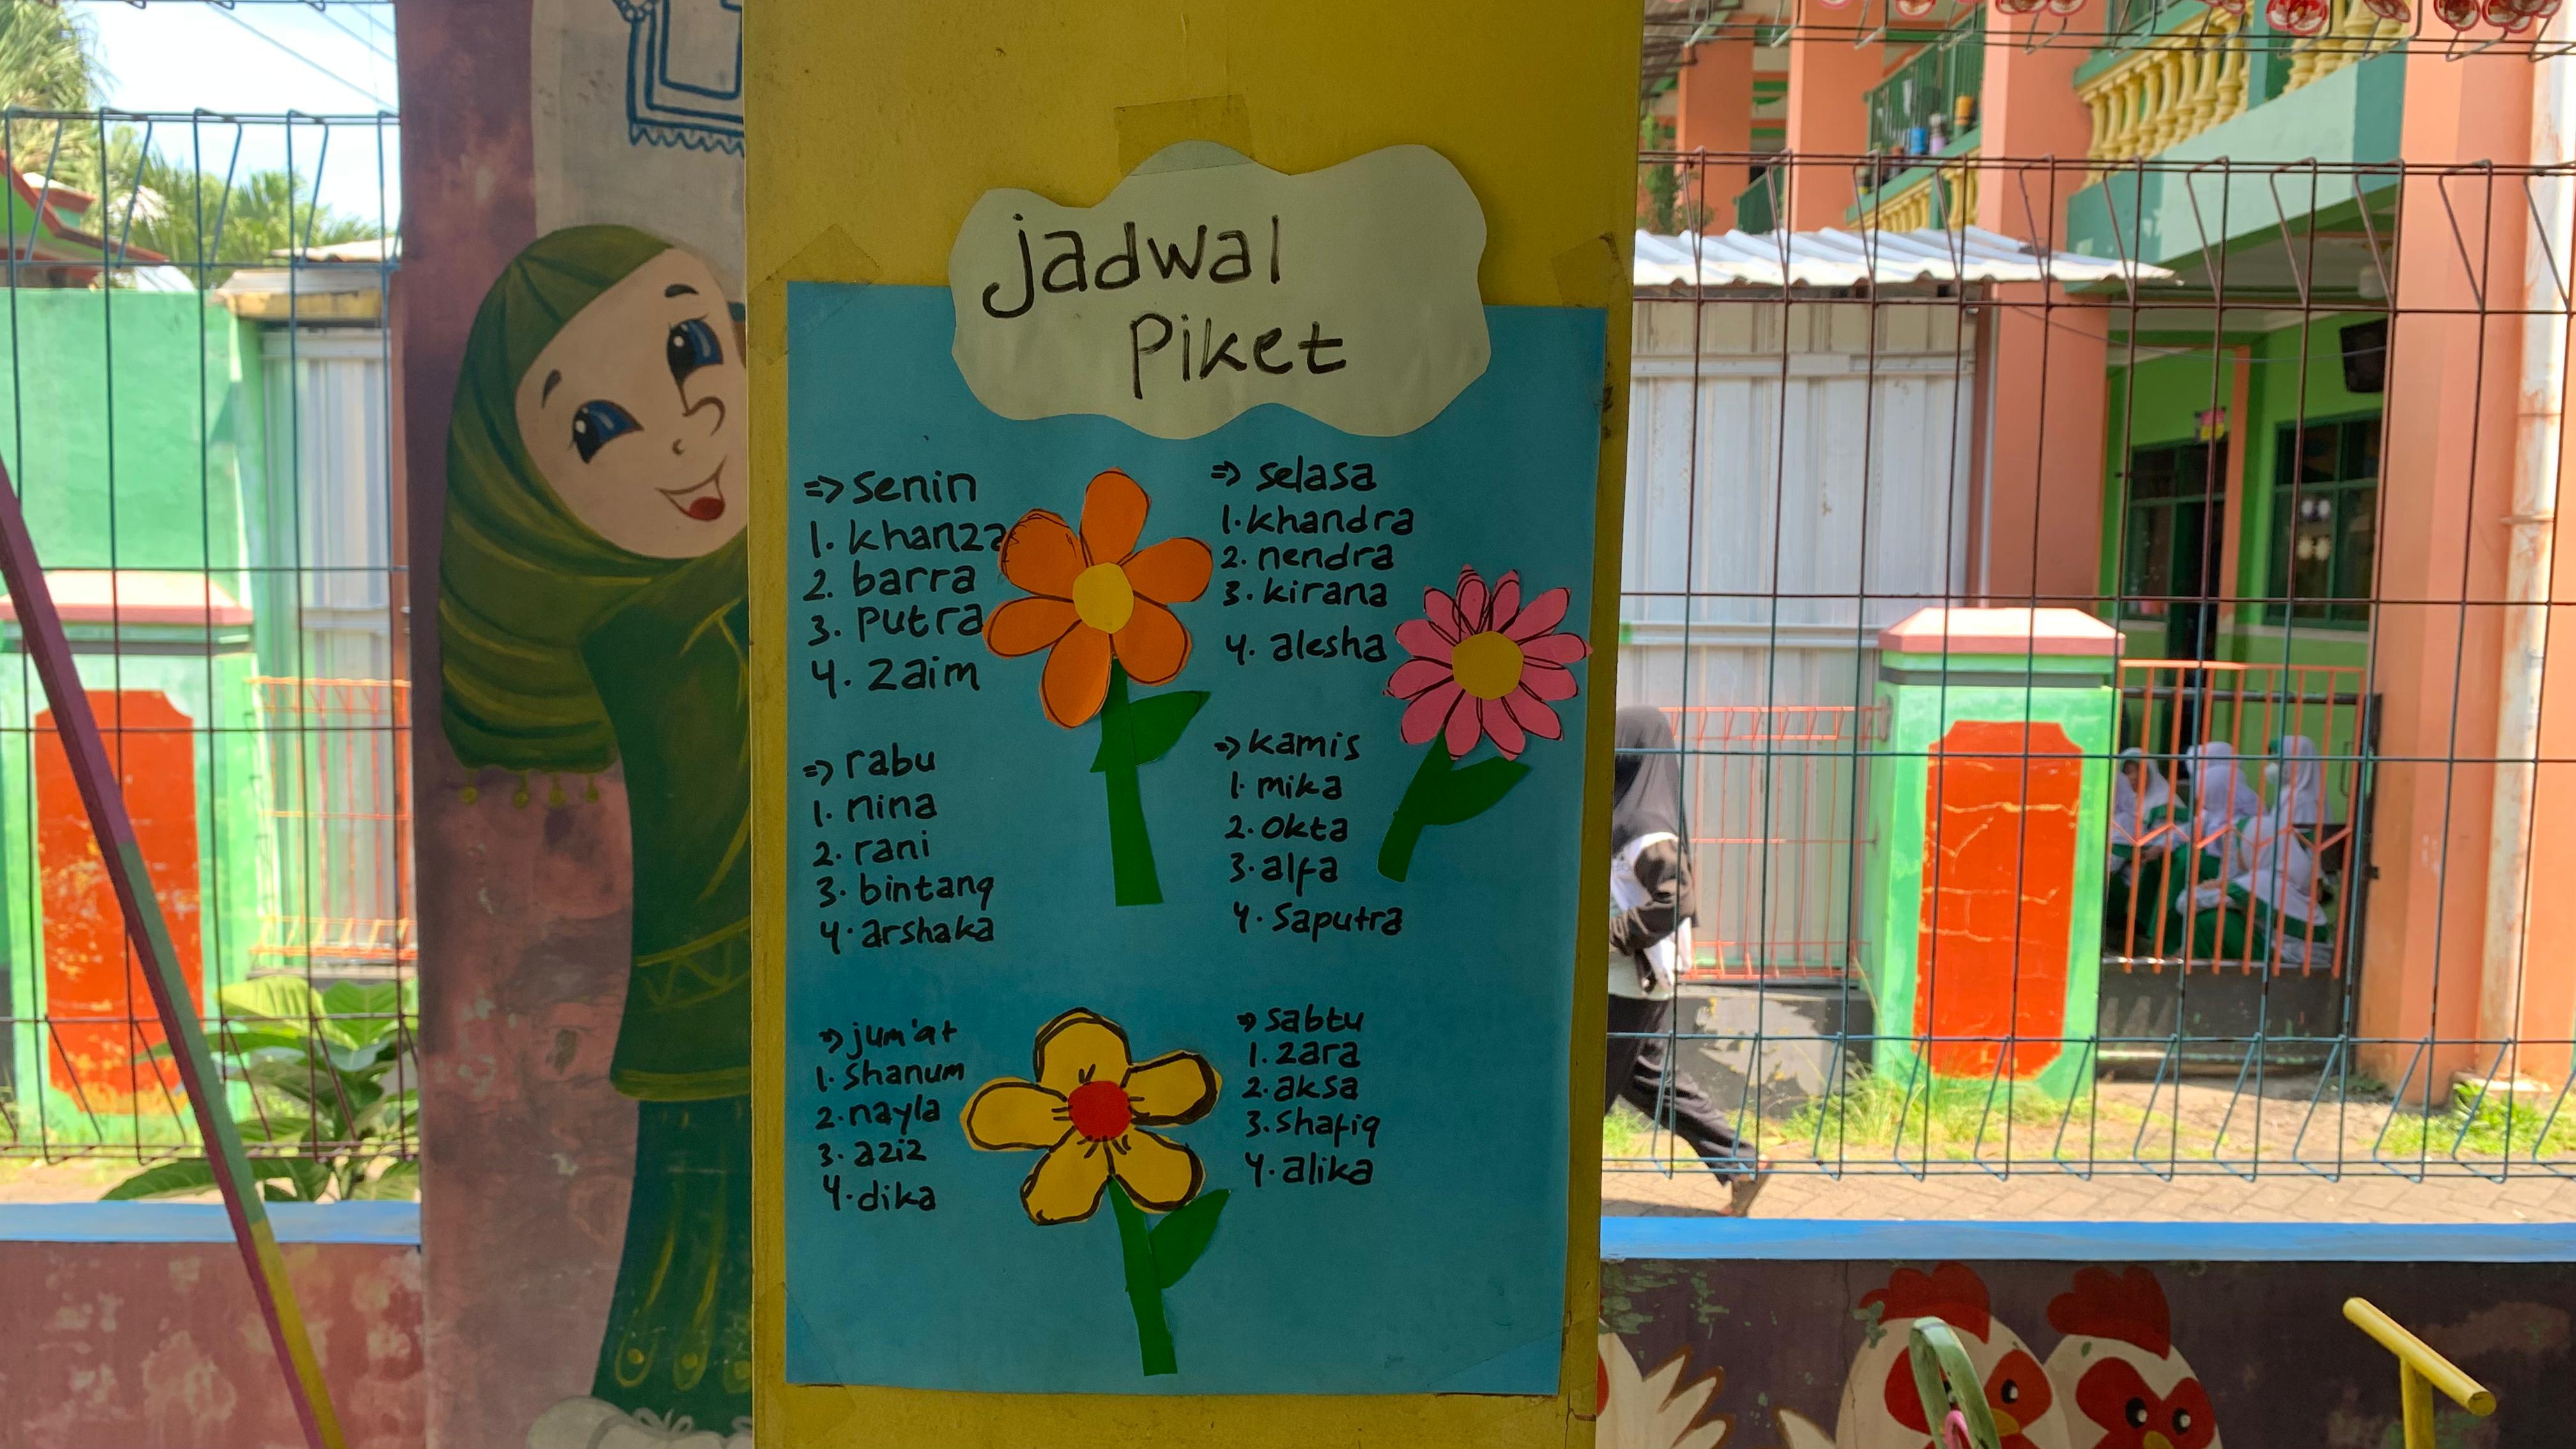 jadwal
Piket
=> senin
1. khanza
2. barra
3. putra
4. zaim
=> selasa
1. khandra
2. nendra
3. kirana
4. alesha
=> rabu
1. nina
2. rani
3. bintang
4. arshaka
=> kamis
1. mika
2. okta
3. alfa
4. saputra
=> jum'at
1. shanum
2. nayla
3. aziz
4. dika
=> sabtu
1. zara
2. aksa
3. shafiq
4. alika